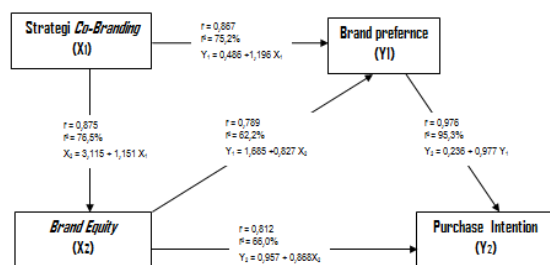 Strategi Co-Branding
(X1)
r = 0,867
r² = 75,2%
Y1 = 0,486 +1,196 X1
Brand prefernce
(Y1)
r = 0,875
r² = 76,5%
X2 = 3,115 + 1,151 X1
r = 0,789
r² = 62,2%
Y1 = 1,685 +0,827 X2
r = 0,976
r² = 95,3%
Y2 = 0,236 + 0,977 Y1
Brand Equity
(X2)
r = 0,812
r² = 66,0%
Y2 = 0,957 + 0,868X2
Purchase Intention
(Y2)